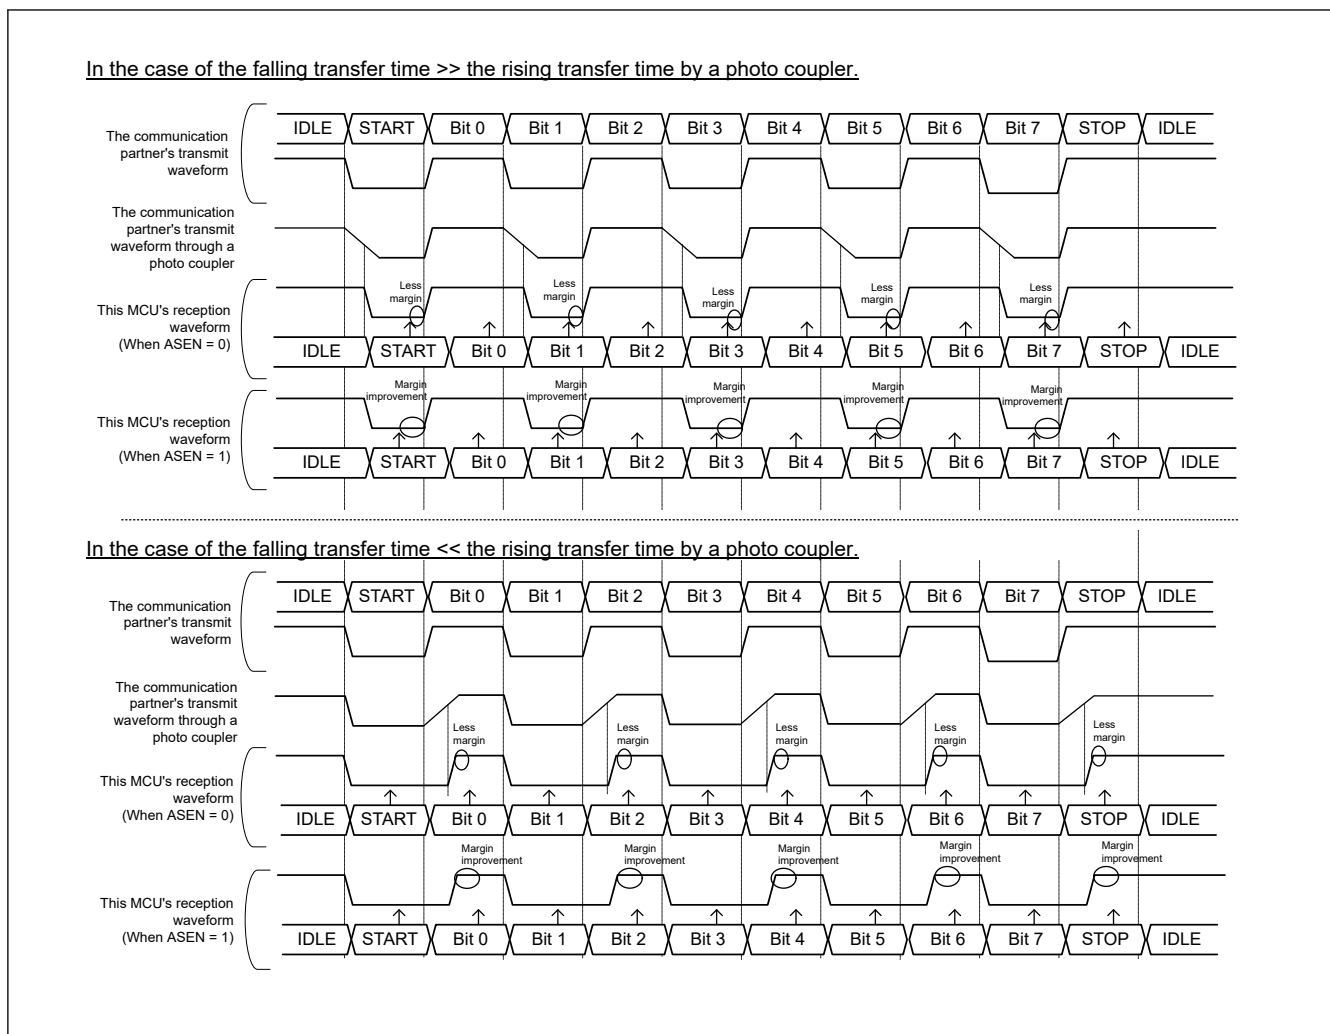 In the case of the falling transfer time >> the rising transfer time by a photo coupler.
The communication
partner's transmit
waveform
IDLE START Bit 0 Bit 1 Bit 2 Bit 3 Bit 4 Bit 5 Bit 6 Bit 7 STOP IDLE
The communication
partner's transmit
waveform through a
photo coupler
This MCU's reception
waveform
(When ASEN = 0)
Less
margin
Less
margin
Less
margin
Less
margin
Less
margin
IDLE START Bit 0 Bit 1 Bit 2 Bit 3 Bit 4 Bit 5 Bit 6 Bit 7 STOP IDLE
This MCU's reception
waveform
(When ASEN = 1)
Margin
improvement
Margin
improvement
Margin
improvement
Margin
improvement
Margin
improvement
IDLE START Bit 0 Bit 1 Bit 2 Bit 3 Bit 4 Bit 5 Bit 6 Bit 7 STOP IDLE
In the case of the falling transfer time << the rising transfer time by a photo coupler.
The communication
partner's transmit
waveform
IDLE START Bit 0 Bit 1 Bit 2 Bit 3 Bit 4 Bit 5 Bit 6 Bit 7 STOP IDLE
The communication
partner's transmit
waveform through a
photo coupler
Less
margin
Less
margin
Less
margin
Less
margin
Less
margin
This MCU's reception
waveform
(When ASEN = 0)
IDLE START Bit 0 Bit 1 Bit 2 Bit 3 Bit 4 Bit 5 Bit 6 Bit 7 STOP IDLE
Margin
improvement
Margin
improvement
Margin
improvement
Margin
improvement
Margin
improvement
This MCU's reception
waveform
(When ASEN = 1)
IDLE START Bit 0 Bit 1 Bit 2 Bit 3 Bit 4 Bit 5 Bit 6 Bit 7 STOP IDLE